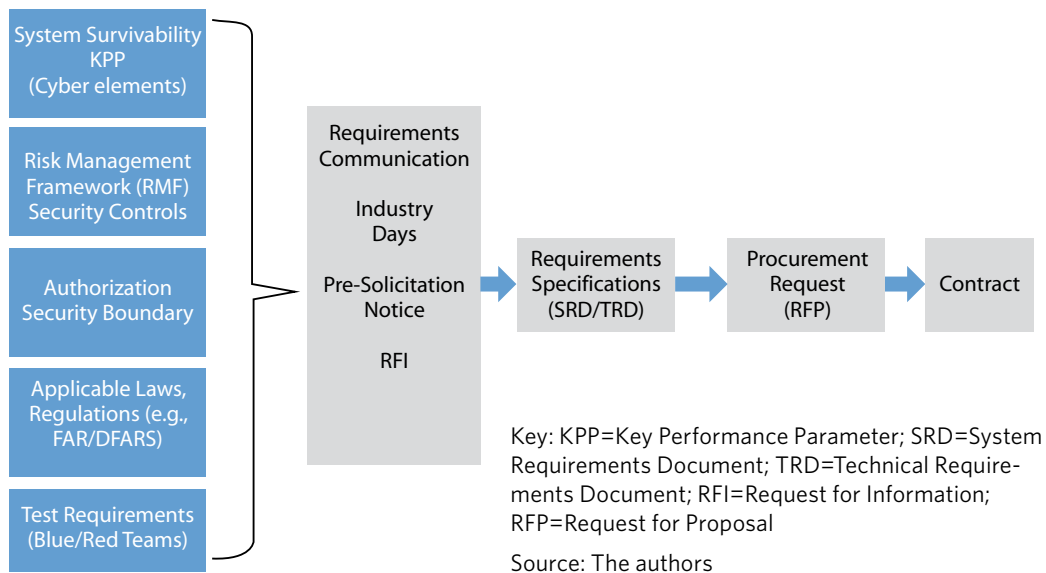 System Survivability
KPP
(Cyber elements)
Risk Management
Framework (RMF)
Security Controls
Authorization
Security Boundary
Applicable Laws,
Regulations (e.g.,
FAR/DFARS)
Test Requirements
(Blue/Red Teams)
Requirements
Communication
Industry
Days
Pre-Solicitation
Notice
RFI
Requirements
Specifications
(SRD/TRD)
Procurement
Request
(RFP)
Contract
Key: KPP=Key Performance Parameter; SRD=System
Requirements Document; TRD=Technical Require-
ments Document; RFI=Request for Information;
RFP=Request for Proposal
Source: The authors